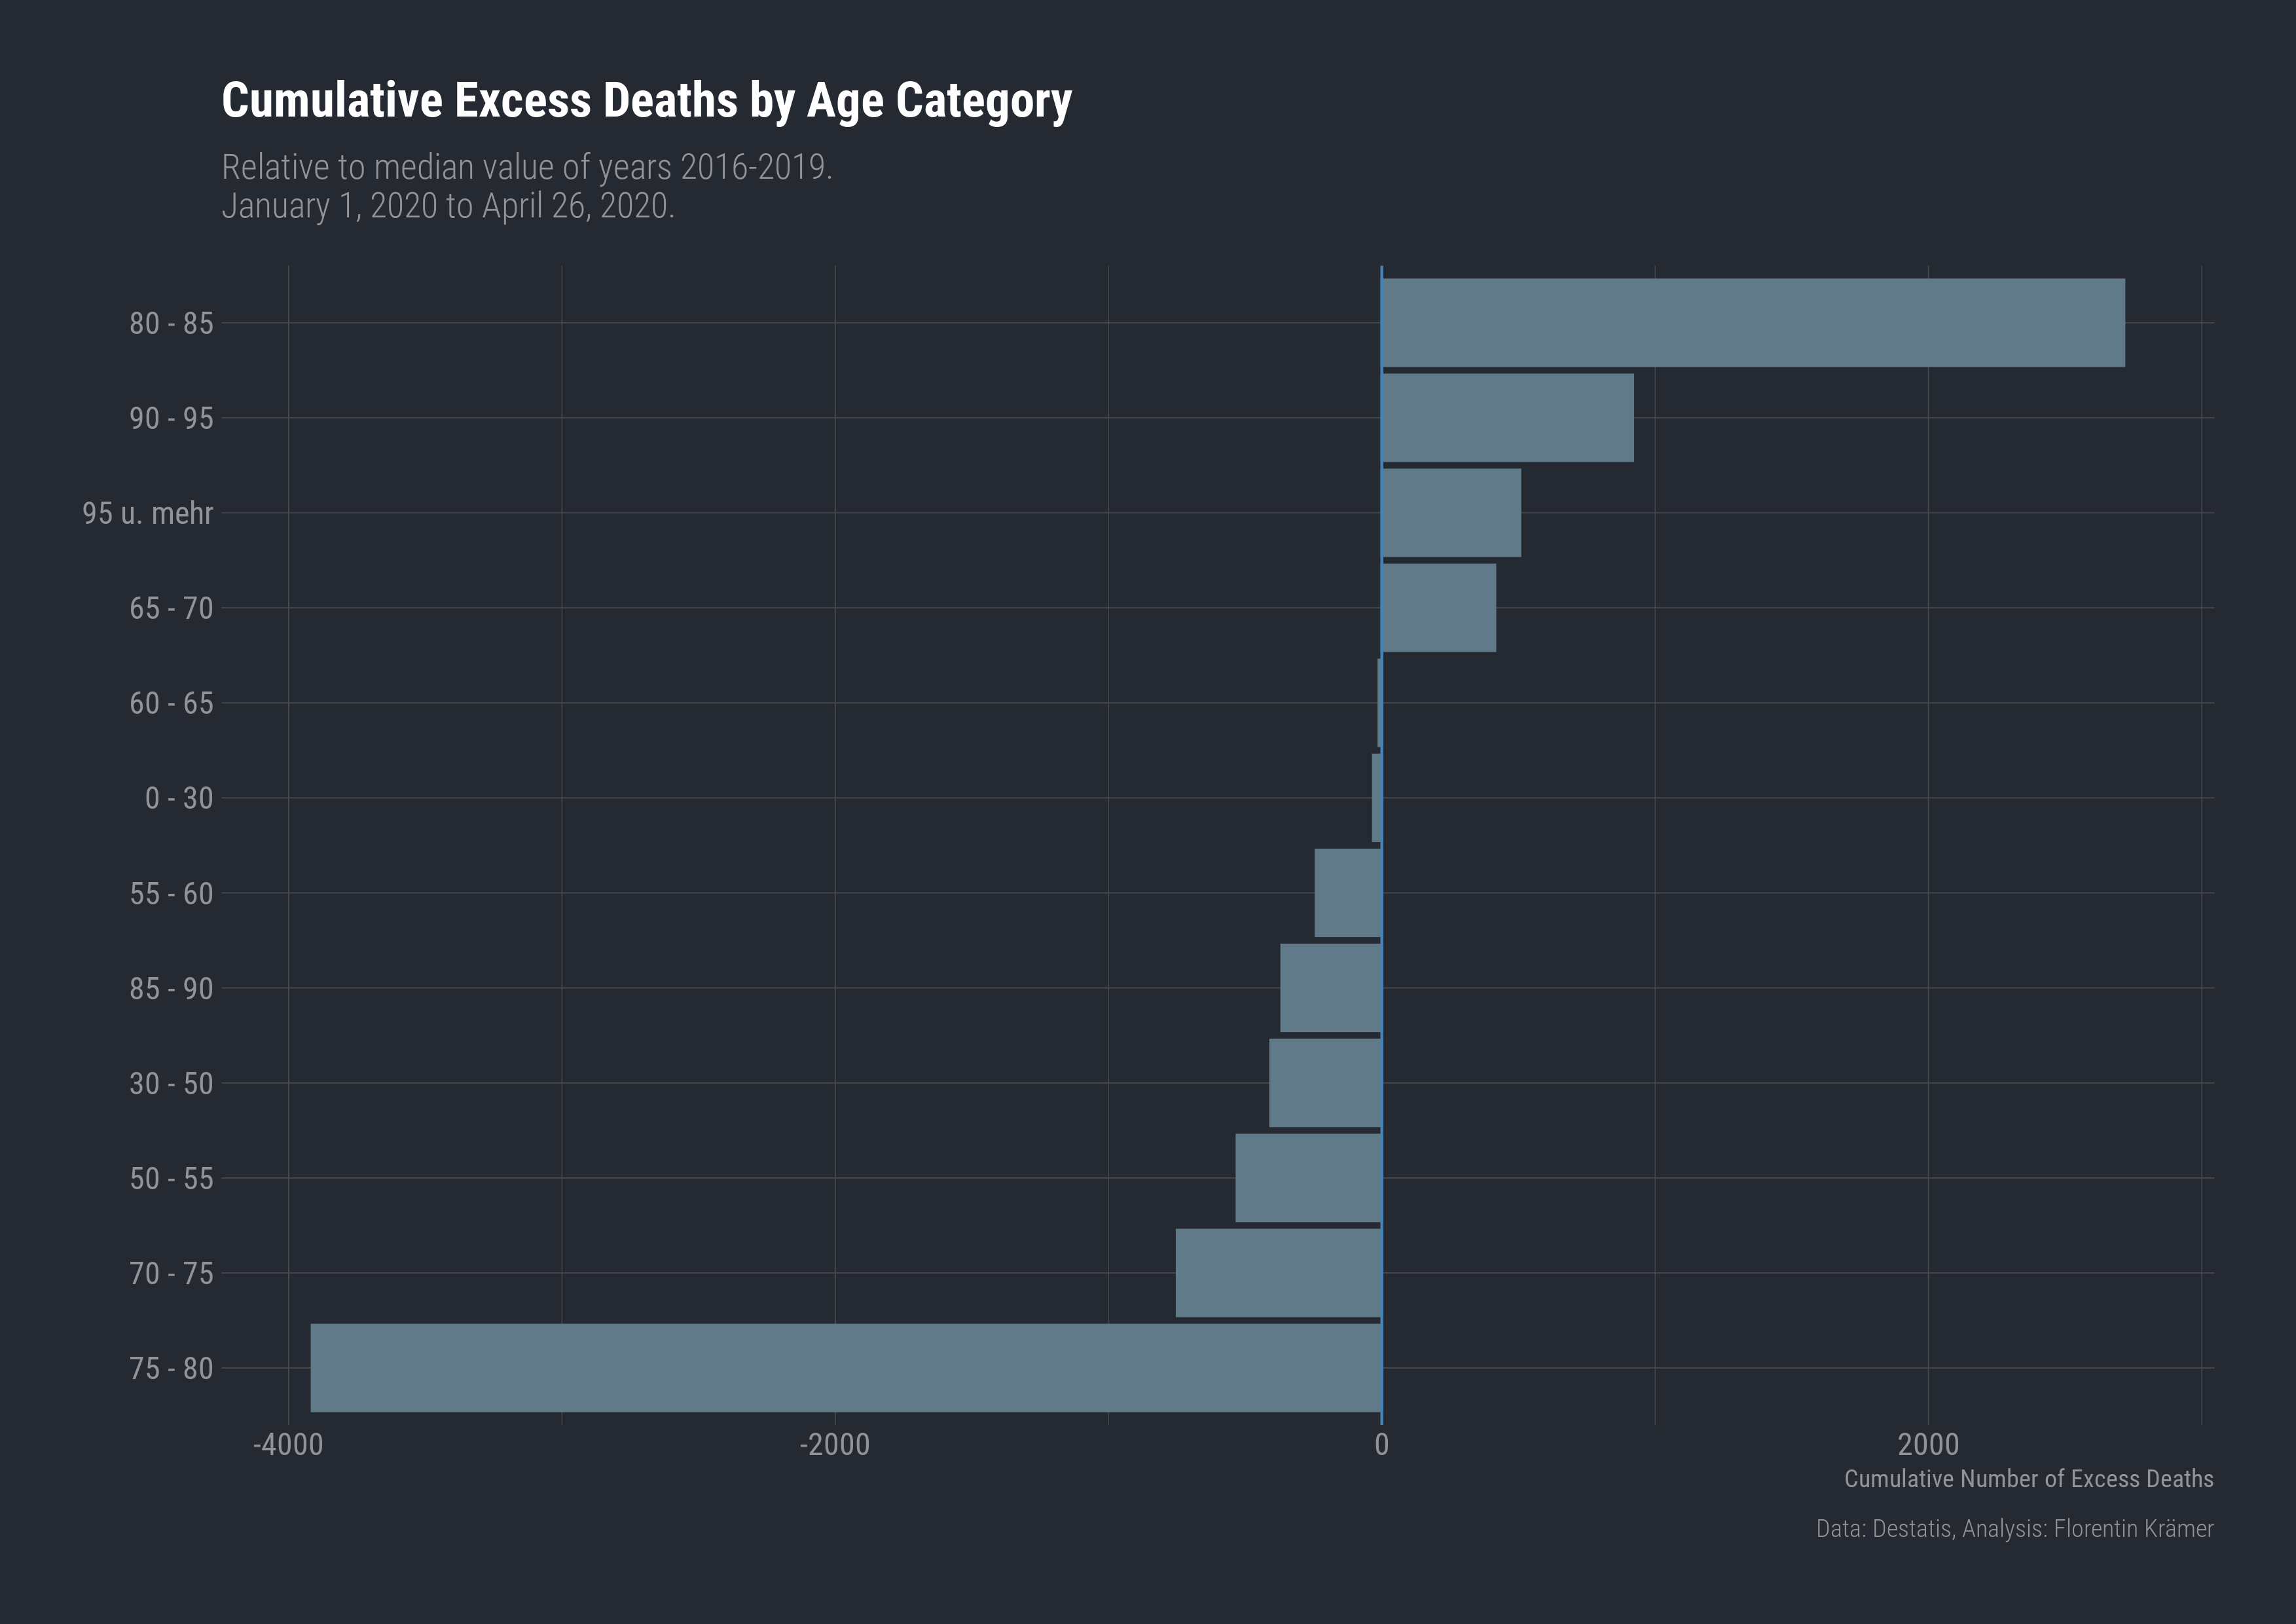 Cumulative Excess Deaths by Age Category
Relative to median value of years 2016-2019.
January 1, 2020 to April 26, 2020.
80 - 85
90 - 95
95 u. mehr
65 - 70
60 - 65
0 - 30
55 - 60
85 - 90
30 - 50
50 - 55
70 - 75
75 - 80
-4000 -2000 0 2000
Cumulative Number of Excess Deaths
Data: Destatis, Analysis: Florentin Krämer